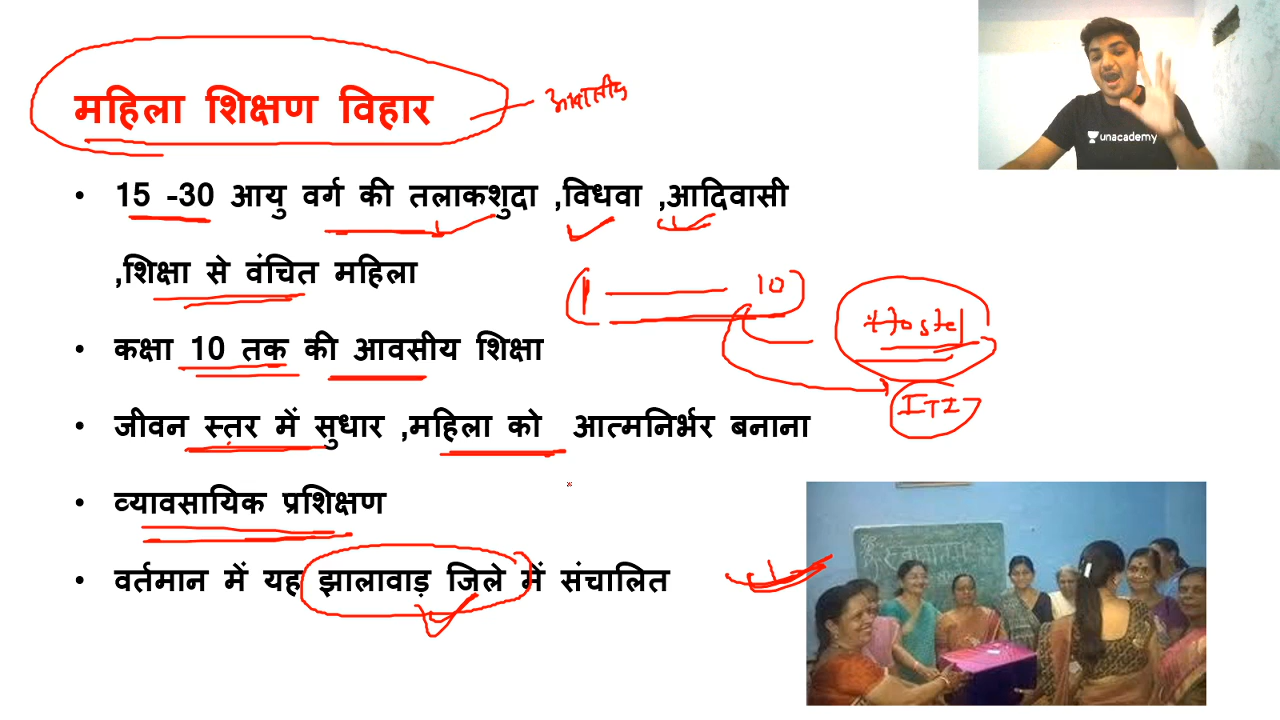 महिला शिक्षण विहार
unacademy
15 -30 आयु वर्ग की तलाकशुदा ,विधवा ,आदिवासी
,शिक्षा से वंचित महिला
1 10
Hostel
कक्षा 10 तक की आवसीय शिक्षा
ITI
जीवन स्तर में सुधार ,महिला को आत्मनिर्भर बनाना
व्यावसायिक प्रशिक्षण
वर्तमान में यह झालावाड़ जिले में संचालित